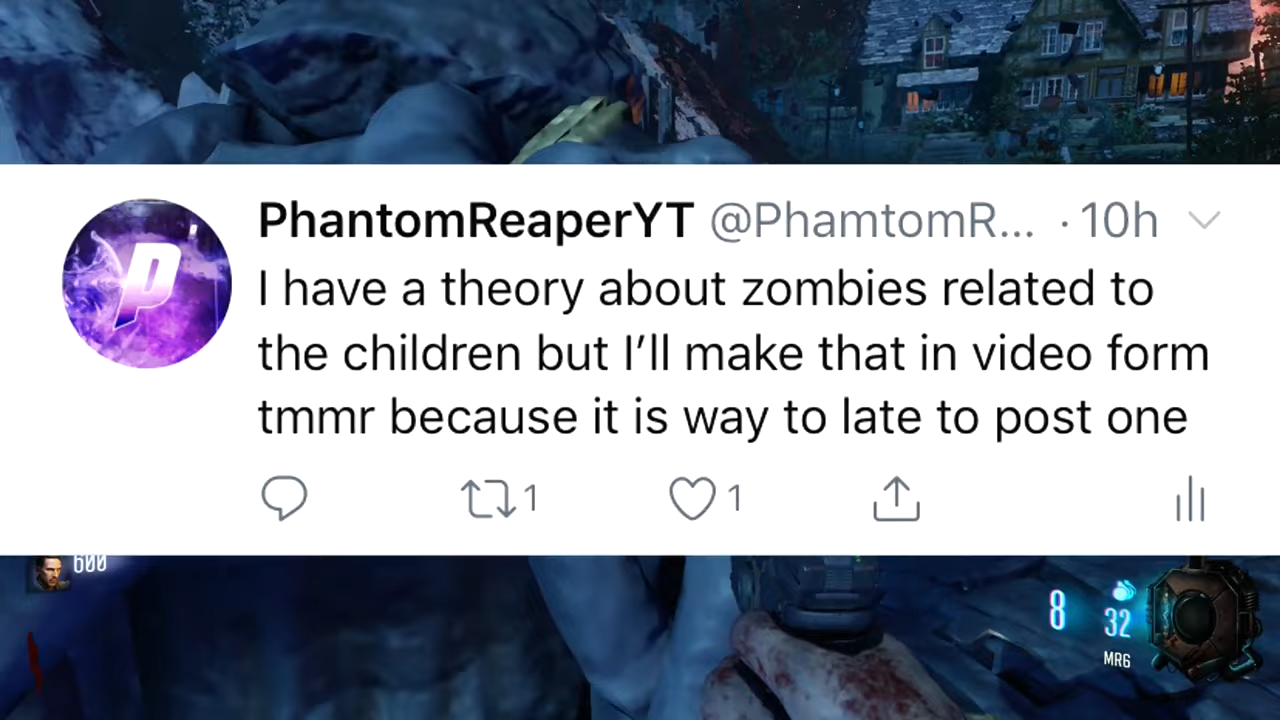 PhantomReaperYT @PhamtomR... · 10h
I have a theory about zombies related to
the children but I’ll make that in video form
tmmr because it is way to late to post one
1 1
600
8 32
MR6